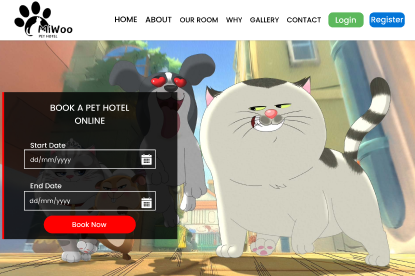 MiWoo
PET HOTEL
HOME ABOUT OUR ROOM WHY GALLERY CONTACT Login Register
BOOK A PET HOTEL
ONLINE
Start Date
dd/mm/yyyy
End Date
dd/mm/yyyy
Book Now